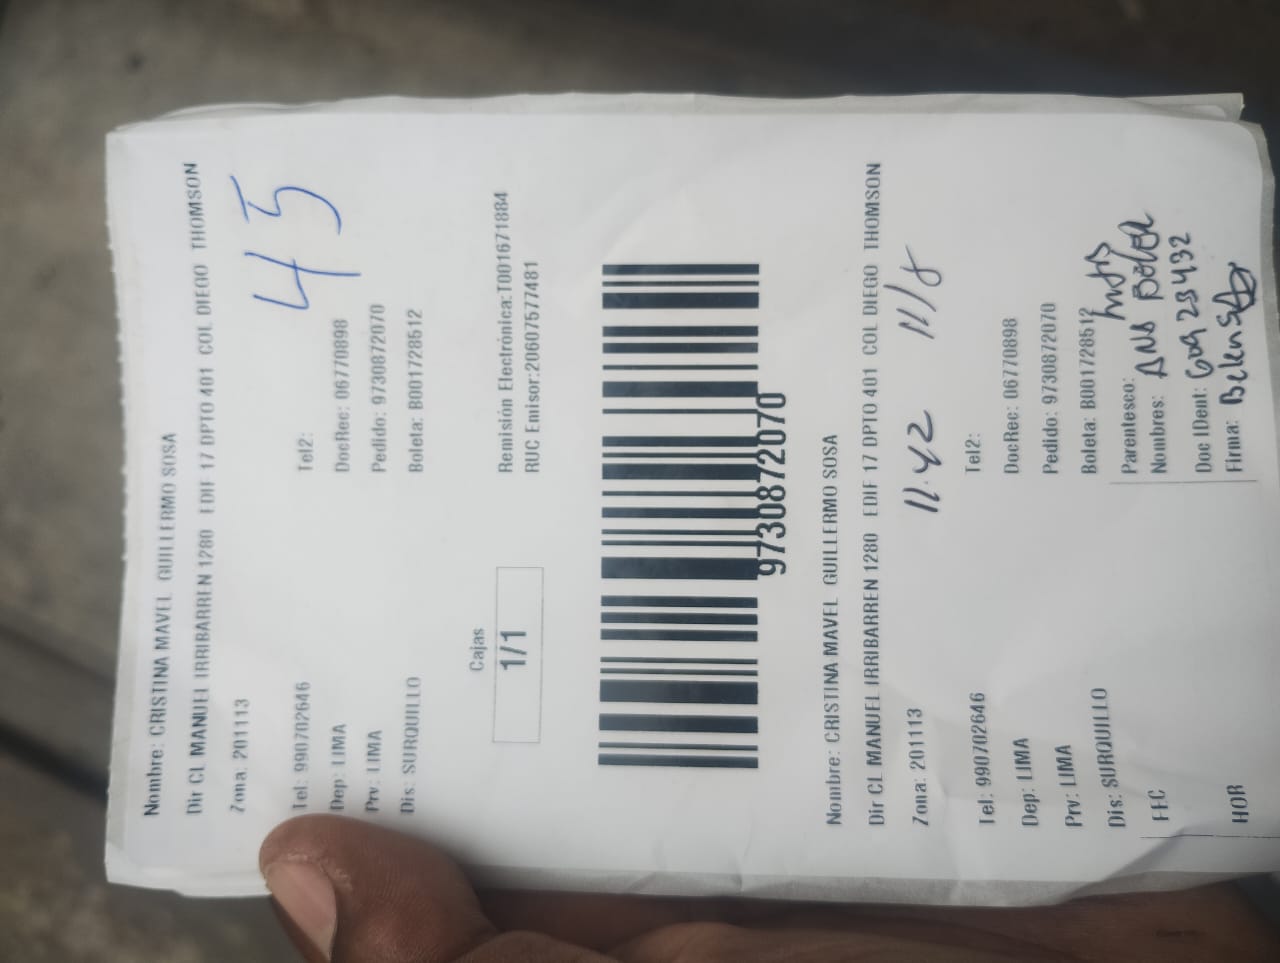 Nombre: CRISTINA MAVEL GUILLERMO SOSA
Dir CL MANUEL IRRIBARREN 1280 EDIF 17 DPTO 401 COL DIEGO THOMSON
Zona: 201113
45
Tel: 990702646 Tel2:
Dep: LIMA DocRec: 06770898
Prv: LIMA Pedido: 9730872070
Dis: SURQUILLO Boleta: B001728512
Cajas
1/1
Remisión Electrónica:T001671884
RUC Emisor:20607577481
9730872070
Nombre: CRISTINA MAVEL GUILLERMO SOSA
Dir CL MANUEL IRRIBARREN 1280 EDIF 17 DPTO 401 COL DIEGO THOMSON
Zona: 201113 11.42 11/8
Tel: 990702646 Tel2:
Dep: LIMA DocRec: 06770898
Prv: LIMA Pedido: 9730872070
Dis: SURQUILLO Boleta: B001728512
FEC Parentesco:
Nombres: ANA
Doc IDent:
HOR Firma: